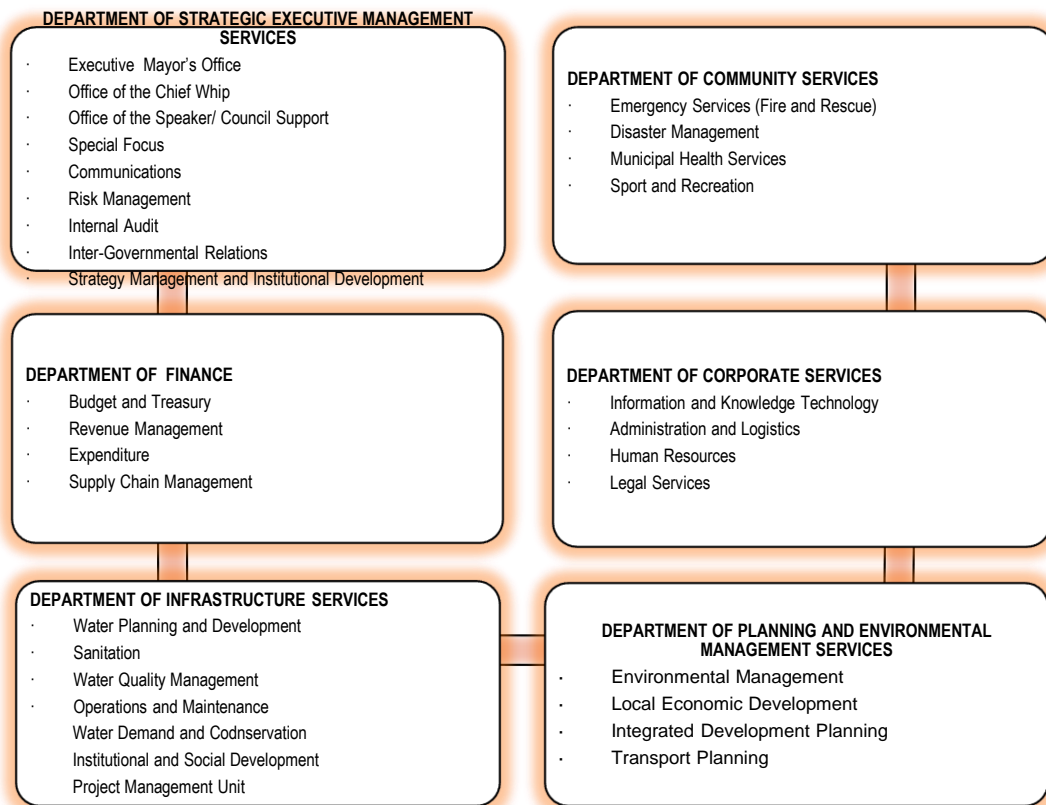 DEPARTMENT OF STRATEGIC EXECUTIVE MANAGEMENT
SERVICES
· Executive Mayor's Office
· Office of the Chief Whip
· Office of the Speaker/ Council Support
· Special Focus
· Communications
· Risk Management
· Internal Audit
· Inter-Governmental Relations
· Strategy Management and Institutional Development
DEPARTMENT OF FINANCE
· Budget and Treasury
· Revenue Management
· Expenditure
· Supply Chain Management
DEPARTMENT OF INFRASTRUCTURE SERVICES
· Water Planning and Development
· Sanitation
· Water Quality Management
· Operations and Maintenance
Water Demand and Codnservation
Institutional and Social Development
Project Management Unit
DEPARTMENT OF COMMUNITY SERVICES
· Emergency Services (Fire and Rescue)
· Disaster Management
· Municipal Health Services
· Sport and Recreation
DEPARTMENT OF CORPORATE SERVICES
· Information and Knowledge Technology
· Administration and Logistics
· Human Resources
· Legal Services
DEPARTMENT OF PLANNING AND ENVIRONMENTAL
MANAGEMENT SERVICES
· Environmental Management
· Local Economic Development
· Integrated Development Planning
· Transport Planning